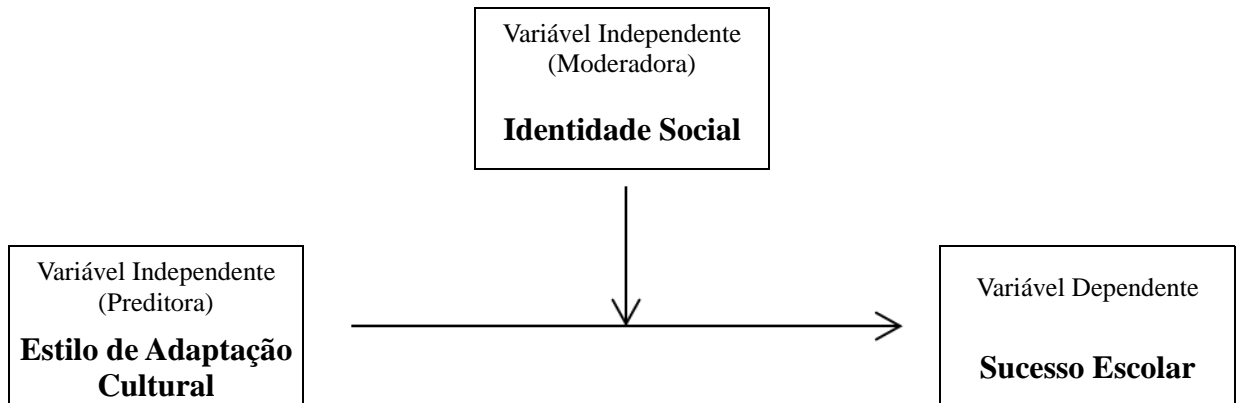 Variável Independente
(Moderadora)
Identidade Social
Variável Independente
(Preditora)
Estilo de Adaptação
Cultural
Variável Dependente
Sucesso Escolar